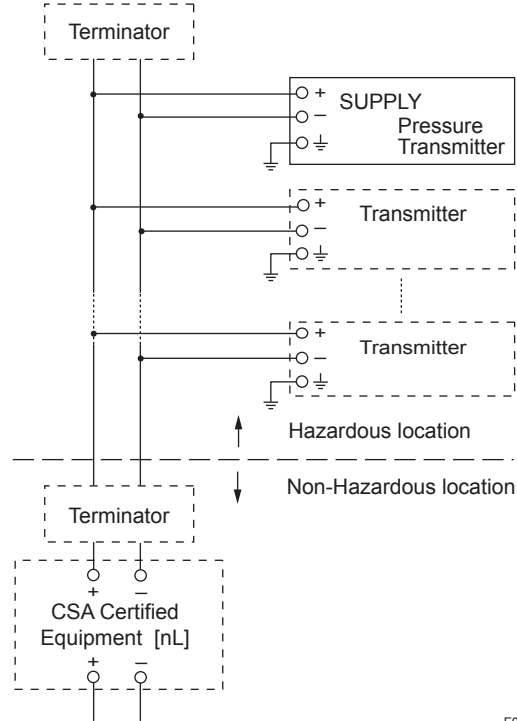 Terminator
+
SUPPLY
–
Pressure
Transmitter
+
Transmitter
–
+
Transmitter
–
Hazardous location
Non-Hazardous location
Terminator
+ –
CSA Certified
Equipment [nL]
+ –